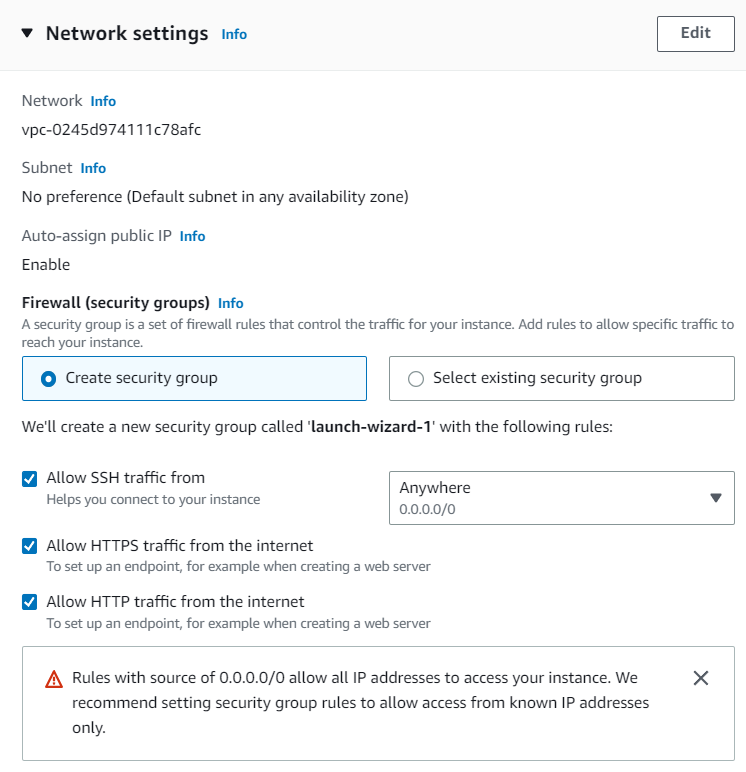 Network settings Info
Edit
Network Info
vpc-0245d974111c78afc
Subnet Info
No preference (Default subnet in any availability zone)
Auto-assign public IP Info
Enable
Firewall (security groups) Info
A security group is a set of firewall rules that control the traffic for your instance. Add rules to allow specific traffic to
reach your instance.
Create security group
Select existing security group
We'll create a new security group called 'launch-wizard-1' with the following rules:
Allow SSH traffic from
Helps you connect to your instance
Anywhere
0.0.0.0/0
Allow HTTPS traffic from the internet
To set up an endpoint, for example when creating a web server
Allow HTTP traffic from the internet
To set up an endpoint, for example when creating a web server
Rules with source of 0.0.0.0/0 allow all IP addresses to access your instance. We
recommend setting security group rules to allow access from known IP addresses
only.